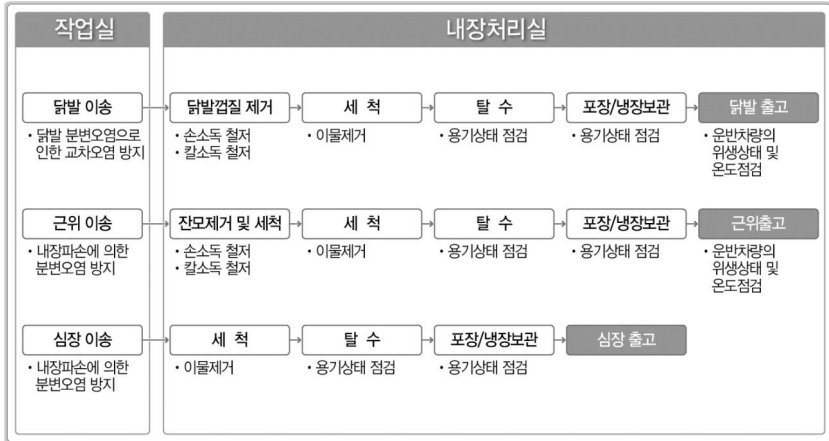 작업실
내장처리실
닭발 이송
닭발껍질 제거
세 척
탈 수
포장/냉장보관
닭발 출고
• 닭발 분변오염으로
인한 교차오염 방지
• 손소독 철저
• 칼소독 철저
• 이물제거
• 용기상태 점검
• 용기상태 점검
• 운반차량의
위생상태 및
온도점검
근위 이송
잔모제거 및 세척
세 척
탈 수
포장/냉장보관
근위출고
• 내장파손에 의한
분변오염 방지
• 손소독 철저
• 칼소독 철저
• 이물제거
• 용기상태 점검
• 용기상태 점검
• 운반차량의
위생상태 및
온도점검
심장 이송
세 척
탈 수
포장/냉장보관
심장 출고
• 내장파손에 의한
분변오염 방지
• 이물제거
• 용기상태 점검
• 용기상태 점검